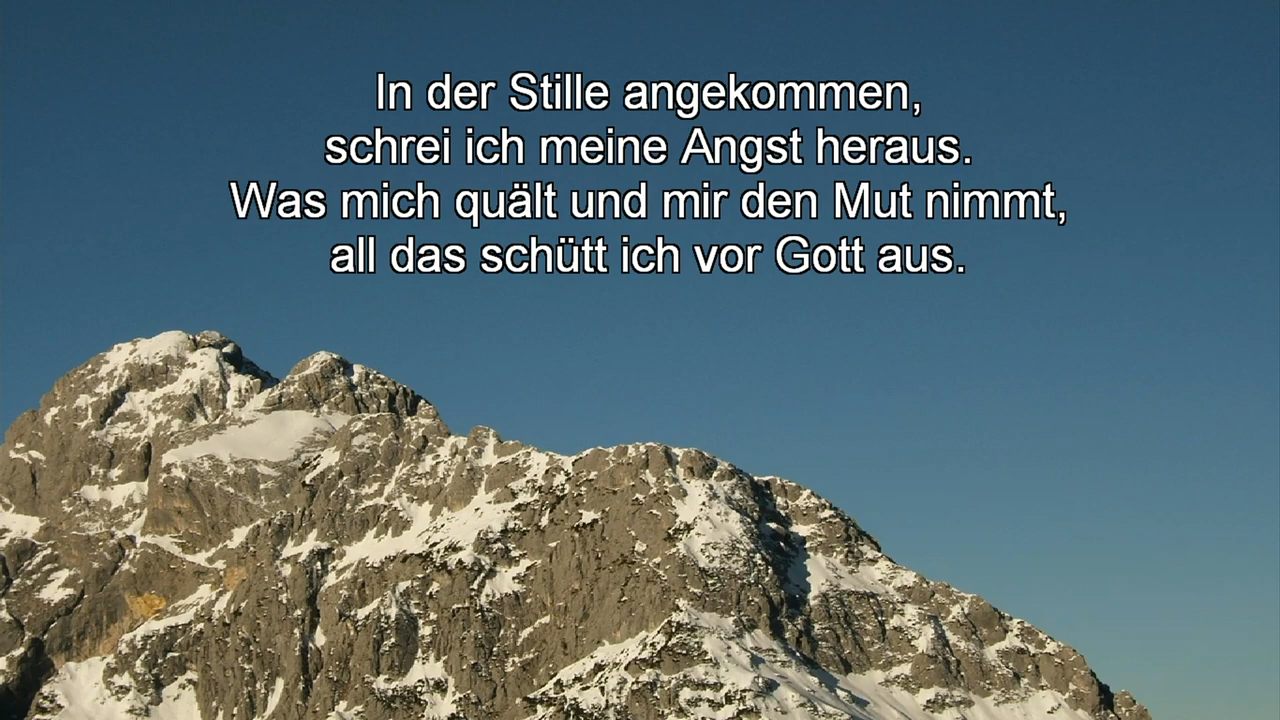 In der Stille angekommen,
schrei ich meine Angst heraus.
Was mich quält und mir den Mut nimmt,
all das schütt ich vor Gott aus.